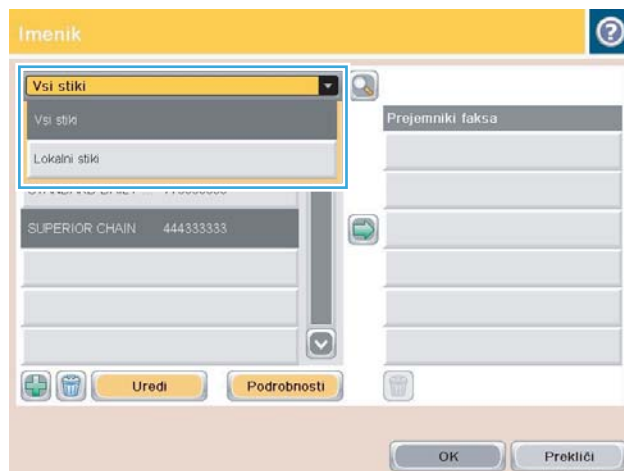 Imenik
Vsi stiki
Vsi stiki
Prejemniki faksa
Lokalni stiki
SUPERIOR CHAIN 444333333
Uredi
Podrobnosti
OK
Prekliči